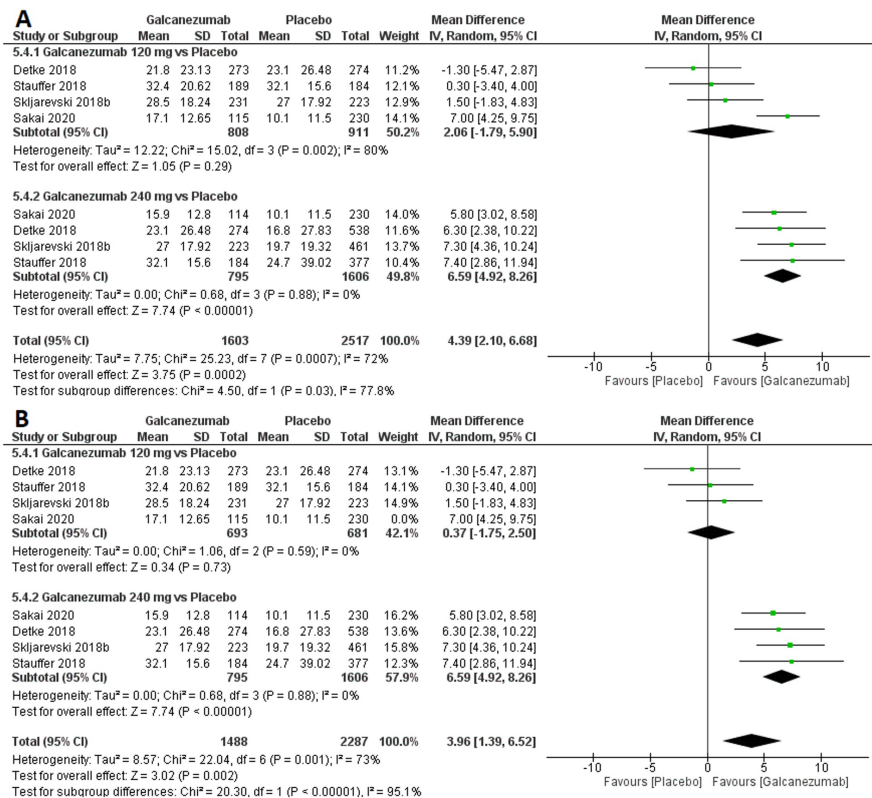 A
Galcanezumab Placebo Mean Difference Mean Difference
Study or Subgroup Mean SD Total Mean SD Total Weight IV, Random, 95% CI IV, Random, 95% CI
5.4.1 Galcanezumab 120 mg vs Placebo
Detke 2018 21.8 23.13 273 23.1 26.48 274 11.2% -1.30 [-5.47, 2.87]
Stauffer 2018 32.4 20.62 189 32.1 15.6 184 12.1% 0.30 [-3.40, 4.00]
Skljarevski 2018b 28.5 18.24 231 27 17.92 223 12.9% 1.50 [-1.83, 4.83]
Sakai 2020 17.1 12.65 115 10.1 11.5 230 14.0% 7.00 [4.25, 9.75]
Subtotal (95% CI) 808 911 50.2% 2.06 [-1.79, 5.90]
Heterogeneity: Tau² = 12.22; Chi² = 15.02, df = 3 (P = 0.002); I² = 80%
Test for overall effect: Z = 1.05 (P = 0.29)
5.4.2 Galcanezumab 240 mg vs Placebo
Sakai 2020 15.9 12.8 114 10.1 11.5 230 14.0% 5.80 [3.02, 8.58]
Detke 2018 23.1 26.48 274 16.8 27.83 538 11.6% 6.30 [2.38, 10.22]
Skljarevski 2018b 27 17.92 223 19.7 19.32 461 13.7% 7.30 [4.36, 10.24]
Stauffer 2018 32.1 15.6 184 24.7 39.02 377 10.4% 7.40 [2.86, 11.94]
Subtotal (95% CI) 795 1606 49.8% 6.59 [4.92, 8.26]
Heterogeneity: Tau² = 0.00; Chi² = 0.68, df = 3 (P = 0.88); I² = 0%
Test for overall effect: Z = 7.74 (P < 0.00001)
Total (95% CI) 1603 2517 100.0% 4.39 [2.10, 6.68]
Heterogeneity: Tau² = 7.75; Chi² = 25.23, df = 7 (P = 0.0007); I² = 72%
Test for overall effect: Z = 3.75 (P = 0.0002)
Test for subgroup differences: Chi² = 4.50, df = 1 (P = 0.03), I² = 77.8%
-10 -5 0 5 10
Favours [Placebo] Favours [Galcanezumab]
B
Galcanezumab Placebo Mean Difference Mean Difference
Study or Subgroup Mean SD Total Mean SD Total Weight IV, Random, 95% CI IV, Random, 95% CI
5.4.1 Galcanezumab 120 mg vs Placebo
Detke 2018 21.8 23.13 273 23.1 26.48 274 13.1% -1.30 [-5.47, 2.87]
Stauffer 2018 32.4 20.62 189 32.1 15.6 184 14.1% 0.30 [-3.40, 4.00]
Skljarevski 2018b 28.5 18.24 231 27 17.92 223 14.9% 1.50 [-1.83, 4.83]
Sakai 2020 17.1 12.65 115 10.1 11.5 230 0.0% 7.00 [4.25, 9.75]
Subtotal (95% CI) 693 681 42.1% 0.37 [-1.75, 2.50]
Heterogeneity: Tau² = 0.00; Chi² = 1.06, df = 2 (P = 0.59); I² = 0%
Test for overall effect: Z = 0.34 (P = 0.73)
5.4.2 Galcanezumab 240 mg vs Placebo
Sakai 2020 15.9 12.8 114 10.1 11.5 230 16.2% 5.80 [3.02, 8.58]
Detke 2018 23.1 26.48 274 16.8 27.83 538 13.6% 6.30 [2.38, 10.22]
Skljarevski 2018b 27 17.92 223 19.7 19.32 461 15.8% 7.30 [4.36, 10.24]
Stauffer 2018 32.1 15.6 184 24.7 39.02 377 12.3% 7.40 [2.86, 11.94]
Subtotal (95% CI) 795 1606 57.9% 6.59 [4.92, 8.26]
Heterogeneity: Tau² = 0.00; Chi² = 0.68, df = 3 (P = 0.88); I² = 0%
Test for overall effect: Z = 7.74 (P < 0.00001)
Total (95% CI) 1488 2287 100.0% 3.96 [1.39, 6.52]
Heterogeneity: Tau² = 8.57; Chi² = 22.04, df = 6 (P = 0.001); I² = 73%
Test for overall effect: Z = 3.02 (P = 0.002)
Test for subgroup differences: Chi² = 20.30, df = 1 (P < 0.00001), I² = 95.1%
-10 -5 0 5 10
Favours [Placebo] Favours [Galcanezumab]